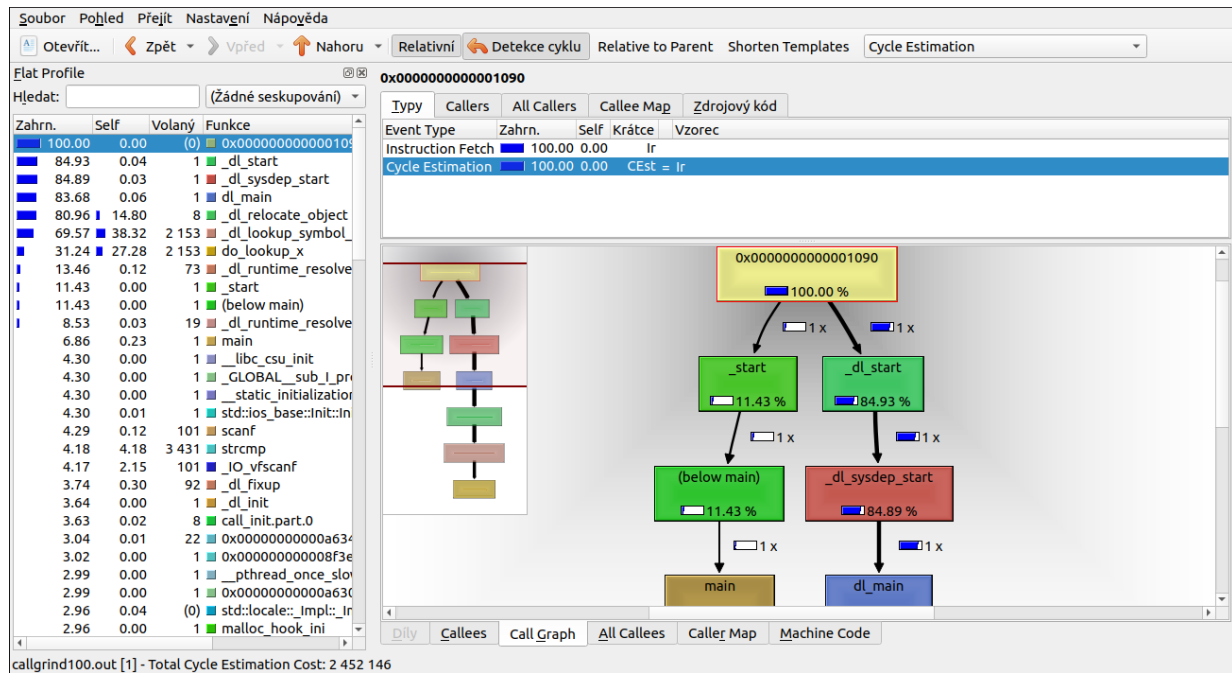 Soubor Pohled Přejít Nastavení Nápověda
Otevřít... Zpět Vpřed Nahoru Relativní Detekce cyklu Relative to Parent Shorten Templates Cycle Estimation
Flat Profile
Hledat: (Žádné seskupování)
Zahrn. Self Volaný Funkce
100.00 0.00 (0) 0x000000000000109
84.93 0.04 1 _dl_start
84.89 0.03 1 _dl_sysdep_start
83.68 0.06 1 dl_main
80.96 14.80 8 _dl_relocate_object
69.57 38.32 2 153 _dl_lookup_symbol_
31.24 27.28 2 153 do_lookup_x
13.46 0.12 73 _dl_runtime_resolve
11.43 0.00 1 _start
11.43 0.00 1 (below main)
8.53 0.03 19 _dl_runtime_resolve
6.86 0.23 1 main
4.30 0.00 1 __libc_csu_init
4.30 0.00 1 _GLOBAL__sub_I_pr
4.30 0.00 1 __static_initialization
4.30 0.01 1 std::ios_base::Init::In
4.29 0.12 101 scanf
4.18 4.18 3 431 strcmp
4.17 2.15 101 _IO_vfscanf
3.74 0.30 92 _dl_fixup
3.64 0.00 1 _dl_init
3.63 0.02 8 call_init.part.0
3.04 0.01 22 0x00000000000a634
3.02 0.00 1 0x000000000008f3e
2.99 0.00 1 __pthread_once_slo
2.99 0.00 1 0x00000000000a630
2.96 0.04 (0) std::locale::_Impl::_Ir
2.96 0.00 1 malloc_hook_ini
0x0000000000001090
Typy Callers All Callers Callee Map Zdrojový kód
Event Type Zahrn. Self Krátce Vzorec
Instruction Fetch 100.00 0.00 Ir
Cycle Estimation 100.00 0.00 CEst = Ir
0x0000000000001090
100.00 %
1 x 1 x
_start _dl_start
11.43 % 84.93 %
1 x 1 x
(below main) _dl_sysdep_start
11.43 % 84.89 %
1 x 1 x
main dl_main
Díly Callees Call Graph All Callees Caller Map Machine Code
callgrind100.out [1] - Total Cycle Estimation Cost: 2 452 146